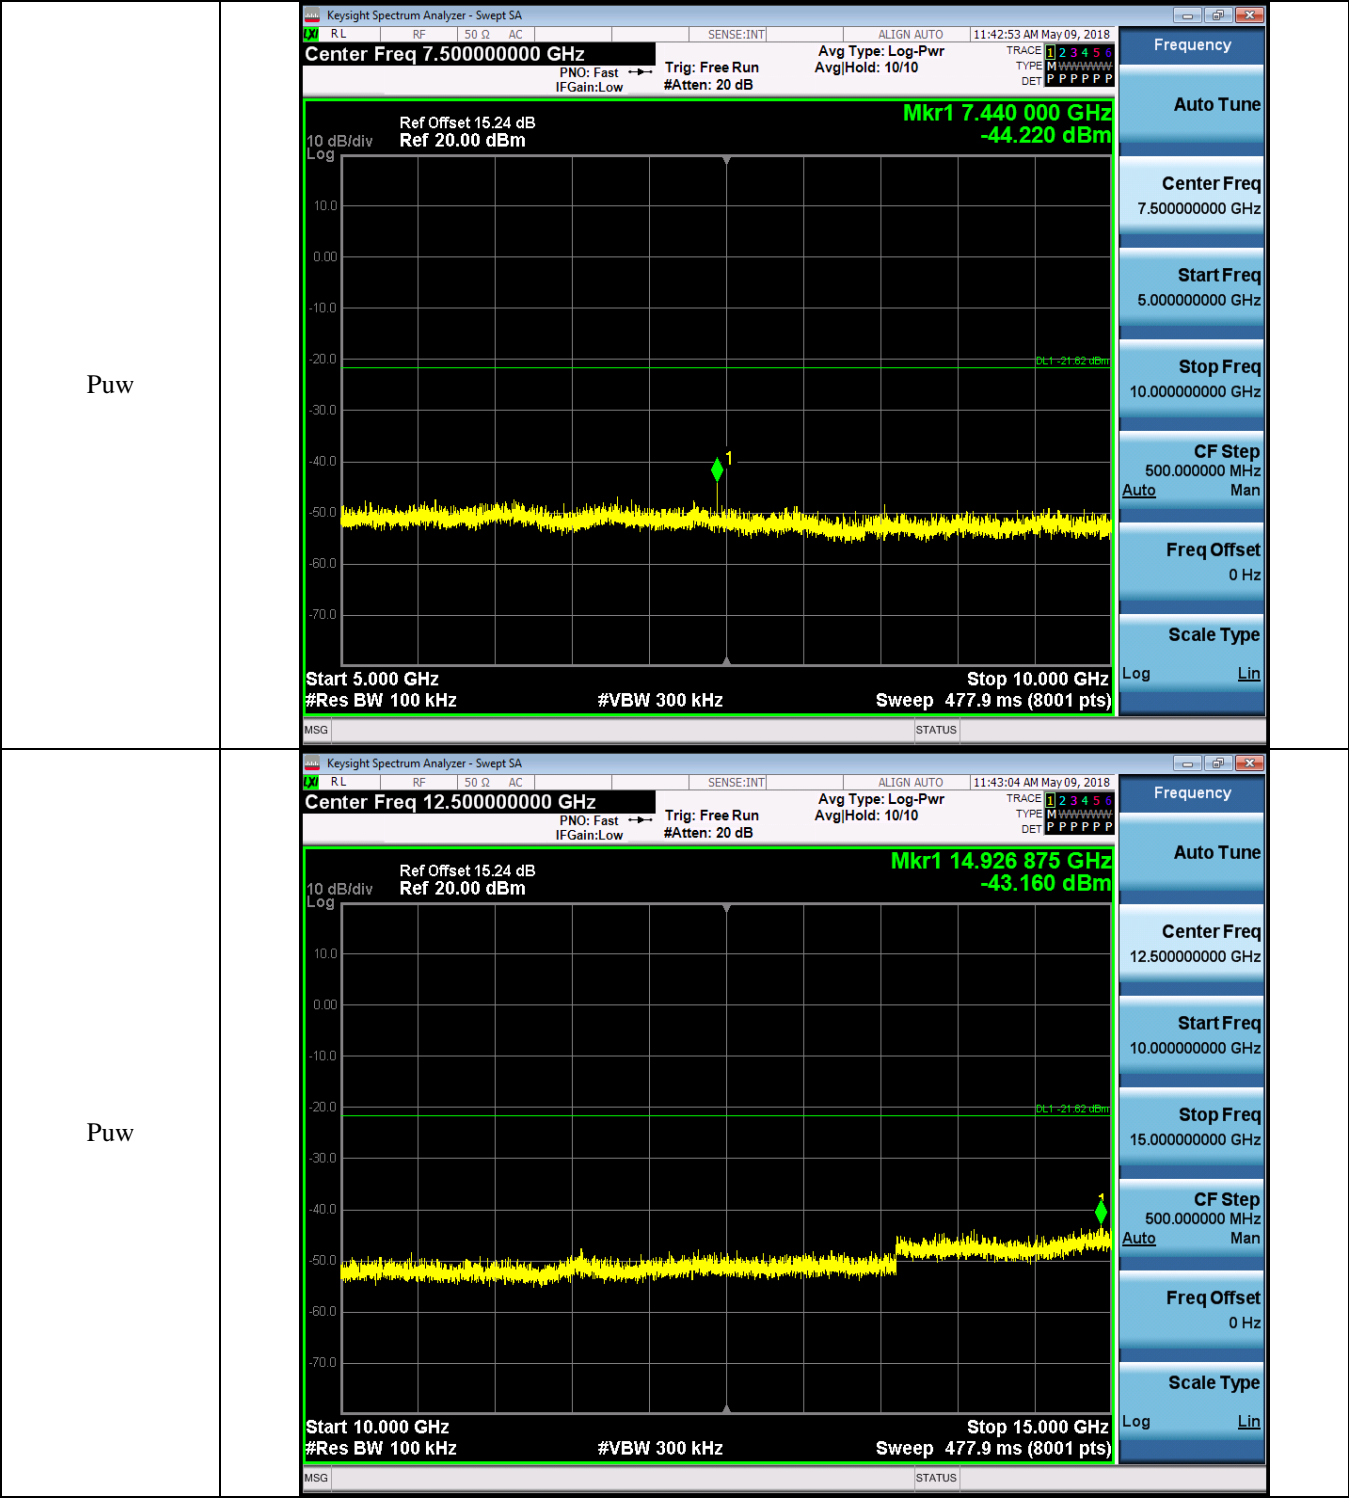 Puw
Keysight Spectrum Analyzer - Swept SA
LXI RL RF 50 Ω AC SENSE:INT ALIGN AUTO 11:42:53 AM May 09, 2018
Center Freq 7.500000000 GHz
PNO: Fast
IFGain:Low
Trig: Free Run
#Atten: 20 dB
Avg Type: Log-Pwr
Avg|Hold: 10/10
TRACE 1 2 3 4 5 6
TYPE M W W W W W
DET P P P P P P
Mkr1 7.440 000 GHz
-44.220 dBm
Ref Offset 15.24 dB
10 dB/div Ref 20.00 dBm
Log
10.0
0.00
-10.0
-20.0
DL1 -21.62 dBm
-30.0
-40.0
1
-50.0
-60.0
-70.0
Start 5.000 GHz Stop 10.000 GHz
#Res BW 100 kHz #VBW 300 kHz Sweep 477.9 ms (8001 pts)
MSG STATUS
Frequency
Auto Tune
Center Freq
7.500000000 GHz
Start Freq
5.000000000 GHz
Stop Freq
10.000000000 GHz
CF Step
500.000000 MHz
Auto Man
Freq Offset
0 Hz
Scale Type
Log Lin
Puw
Keysight Spectrum Analyzer - Swept SA
LXI RL RF 50 Ω AC SENSE:INT ALIGN AUTO 11:43:04 AM May 09, 2018
Center Freq 12.500000000 GHz
PNO: Fast
IFGain:Low
Trig: Free Run
#Atten: 20 dB
Avg Type: Log-Pwr
Avg|Hold: 10/10
TRACE 1 2 3 4 5 6
TYPE M W W W W W
DET P P P P P P
Mkr1 14.926 875 GHz
-43.160 dBm
Ref Offset 15.24 dB
10 dB/div Ref 20.00 dBm
Log
10.0
0.00
-10.0
-20.0
DL1 -21.62 dBm
-30.0
-40.0
1
-50.0
-60.0
-70.0
Start 10.000 GHz Stop 15.000 GHz
#Res BW 100 kHz #VBW 300 kHz Sweep 477.9 ms (8001 pts)
MSG STATUS
Frequency
Auto Tune
Center Freq
12.500000000 GHz
Start Freq
10.000000000 GHz
Stop Freq
15.000000000 GHz
CF Step
500.000000 MHz
Auto Man
Freq Offset
0 Hz
Scale Type
Log Lin